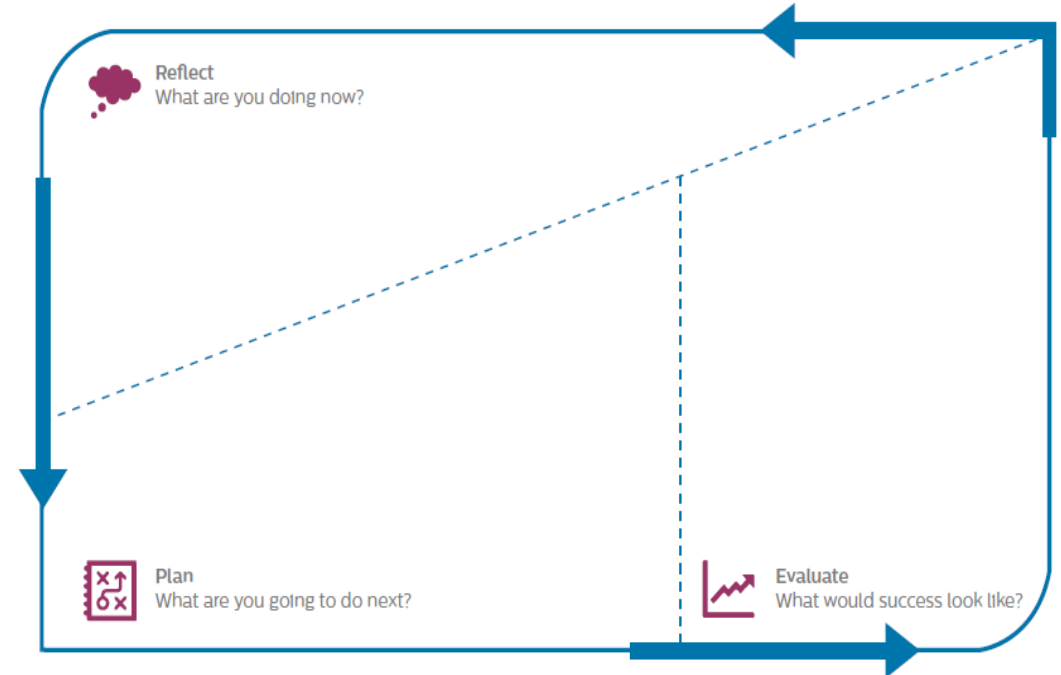 Reflect
What are you doing now?
Plan
What are you going to do next?
Evaluate
What would success look like?